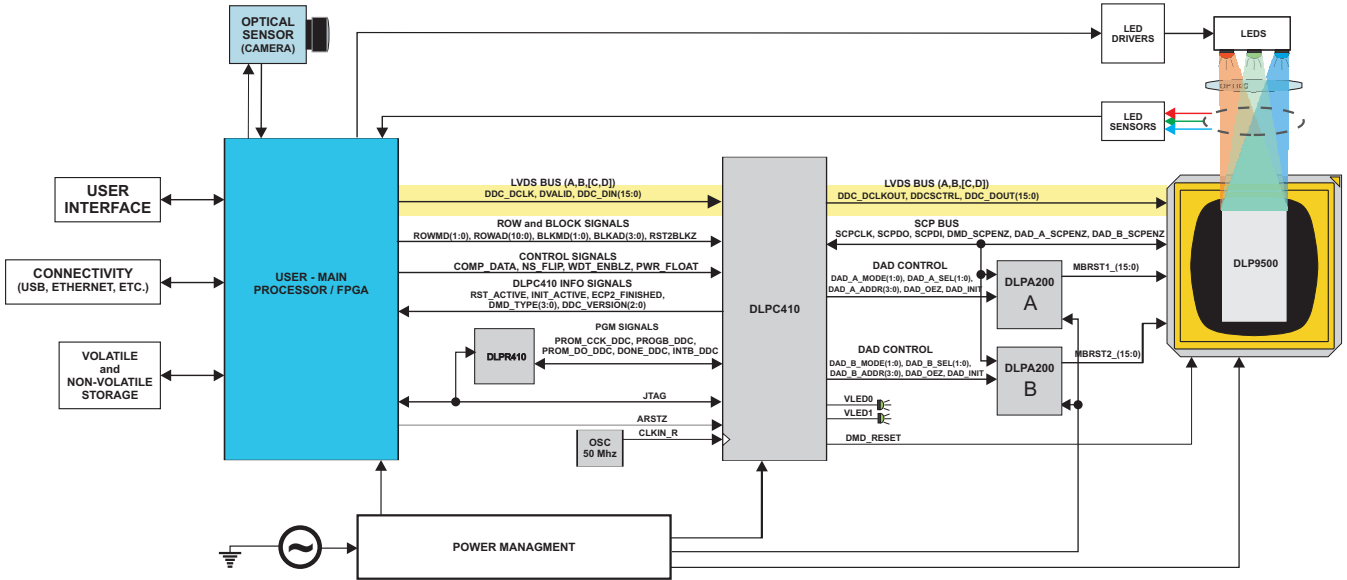 OPTICAL
SENSOR
(CAMERA)
LED
DRIVERS
LEDS
OPTICS
LED
SENSORS
USER
INTERFACE
CONNECTIVITY
(USB, ETHERNET, ETC.)
VOLATILE
and
NON-VOLATILE
STORAGE
USER - MAIN
PROCESSOR / FPGA
LVDS BUS (A,B,[C,D])
DDC_DCLK, DVALID, DDC_DIN(15:0)
ROW and BLOCK SIGNALS
ROWMD(1:0), ROWAD(10:0), BLKMD(1:0), BLKAD(3:0), RST2BLKZ
CONTROL SIGNALS
COMP_DATA, NS_FLIP, WDT_ENBLZ, PWR_FLOAT
DLPC410 INFO SIGNALS
RST_ACTIVE, INIT_ACTIVE, ECP2_FINISHED,
DMD_TYPE(3:0), DDC_VERSION(2:0)
PGM SIGNALS
PROM_CCK_DDC, PROGB_DDC,
PROM_DO_DDC, DONE_DDC, INTB_DDC
DLPR410
JTAG
ARSTZ
CLKIN_R
OSC
50 Mhz
DLPC410
LVDS BUS (A,B,[C,D])
DDC_DCLKOUT, DDCSCTRL, DDC_DOUT(15:0)
SCP BUS
SCPCLK, SCPDO, SCPDI, DMD_SCPENZ, DAD_A_SCPENZ, DAD_B_SCPENZ
DAD CONTROL
DAD_A_MODE(1:0), DAD_A_SEL(1:0),
DAD_A_ADDR(3:0), DAD_OEZ, DAD_INIT
DLPA200
A
MBRST1_(15:0)
DAD CONTROL
DAD_B_MODE(1:0), DAD_B_SEL(1:0),
DAD_B_ADDR(3:0), DAD_OEZ, DAD_INIT
DLPA200
B
MBRST2_(15:0)
VLED0
VLED1
DMD_RESET
DLP9500
POWER MANAGMENT